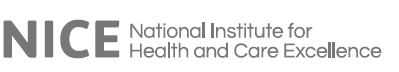 NICE National Institute for
Health and Care Excellence